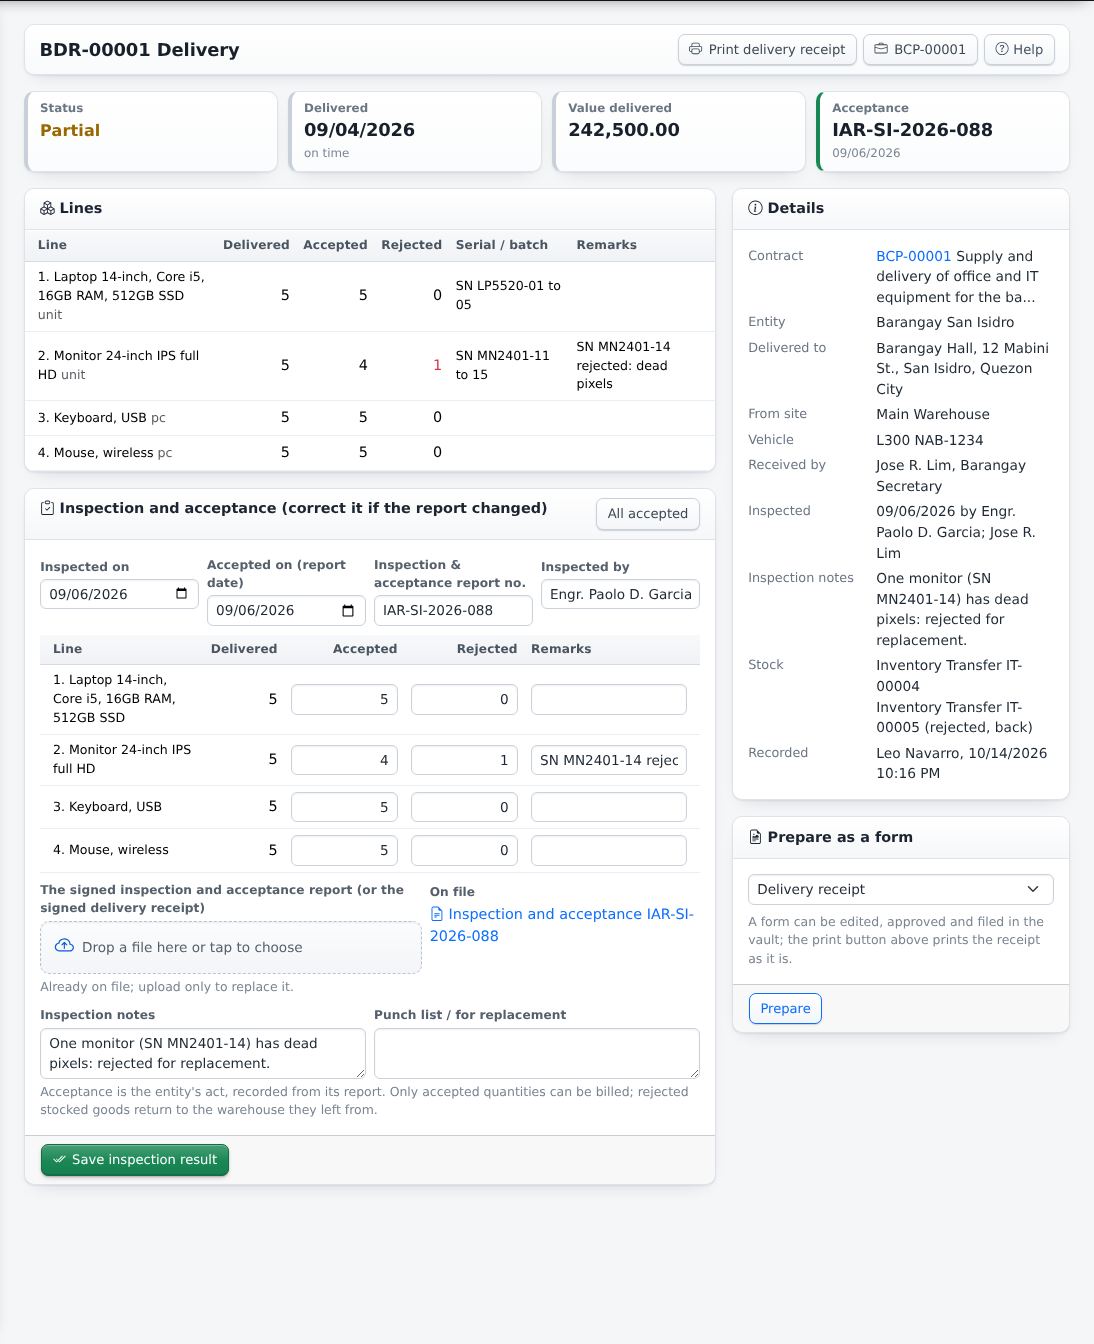 BDR-00001 Delivery
Print delivery receipt
BCP-00001
Help
Status
Partial
Delivered
09/04/2026
on time
Value delivered
242,500.00
Acceptance
IAR-SI-2026-088
09/06/2026
Lines
Line Delivered Accepted Rejected Serial / batch Remarks
1. Laptop 14-inch, Core i5,
16GB RAM, 512GB SSD
unit
5 5 0
SN LP5520-01 to
05
2. Monitor 24-inch IPS full
HD unit
5 4 1
SN MN2401-11
to 15
SN MN2401-14
rejected: dead
pixels
3. Keyboard, USB pc 5 5 0
4. Mouse, wireless pc 5 5 0
Inspection and acceptance (correct it if the report changed)
All accepted
Inspected on
09/06/2026
Accepted on (report
date)
09/06/2026
Inspection &
acceptance report no.
IAR-SI-2026-088
Inspected by
Engr. Paolo D. Garcia
Line Delivered Accepted Rejected Remarks
1. Laptop 14-inch,
Core i5, 16GB RAM,
512GB SSD
5 5 0
2. Monitor 24-inch IPS
full HD
5 4 1 SN MN2401-14 rejec
3. Keyboard, USB 5 5 0
4. Mouse, wireless 5 5 0
The signed inspection and acceptance report (or the
signed delivery receipt)
Drop a file here or tap to choose
Already on file; upload only to replace it.
On file
Inspection and acceptance IAR-SI-
2026-088
Inspection notes
One monitor (SN MN2401-14) has dead
pixels: rejected for replacement.
Punch list / for replacement
Acceptance is the entity's act, recorded from its report. Only accepted quantities can be billed; rejected
stocked goods return to the warehouse they left from.
Save inspection result
Details
Contract
BCP-00001 Supply and
delivery of office and IT
equipment for the ba...
Entity
Barangay San Isidro
Delivered to
Barangay Hall, 12 Mabini
St., San Isidro, Quezon
City
From site
Main Warehouse
Vehicle
L300 NAB-1234
Received by
Jose R. Lim, Barangay
Secretary
Inspected
09/06/2026 by Engr.
Paolo D. Garcia; Jose R.
Lim
Inspection notes
One monitor (SN
MN2401-14) has dead
pixels: rejected for
replacement.
Stock
Inventory Transfer IT-
00004
Inventory Transfer IT-
00005 (rejected, back)
Recorded
Leo Navarro, 10/14/2026
10:16 PM
Prepare as a form
Delivery receipt
A form can be edited, approved and filed in the
vault; the print button above prints the receipt
as it is.
Prepare